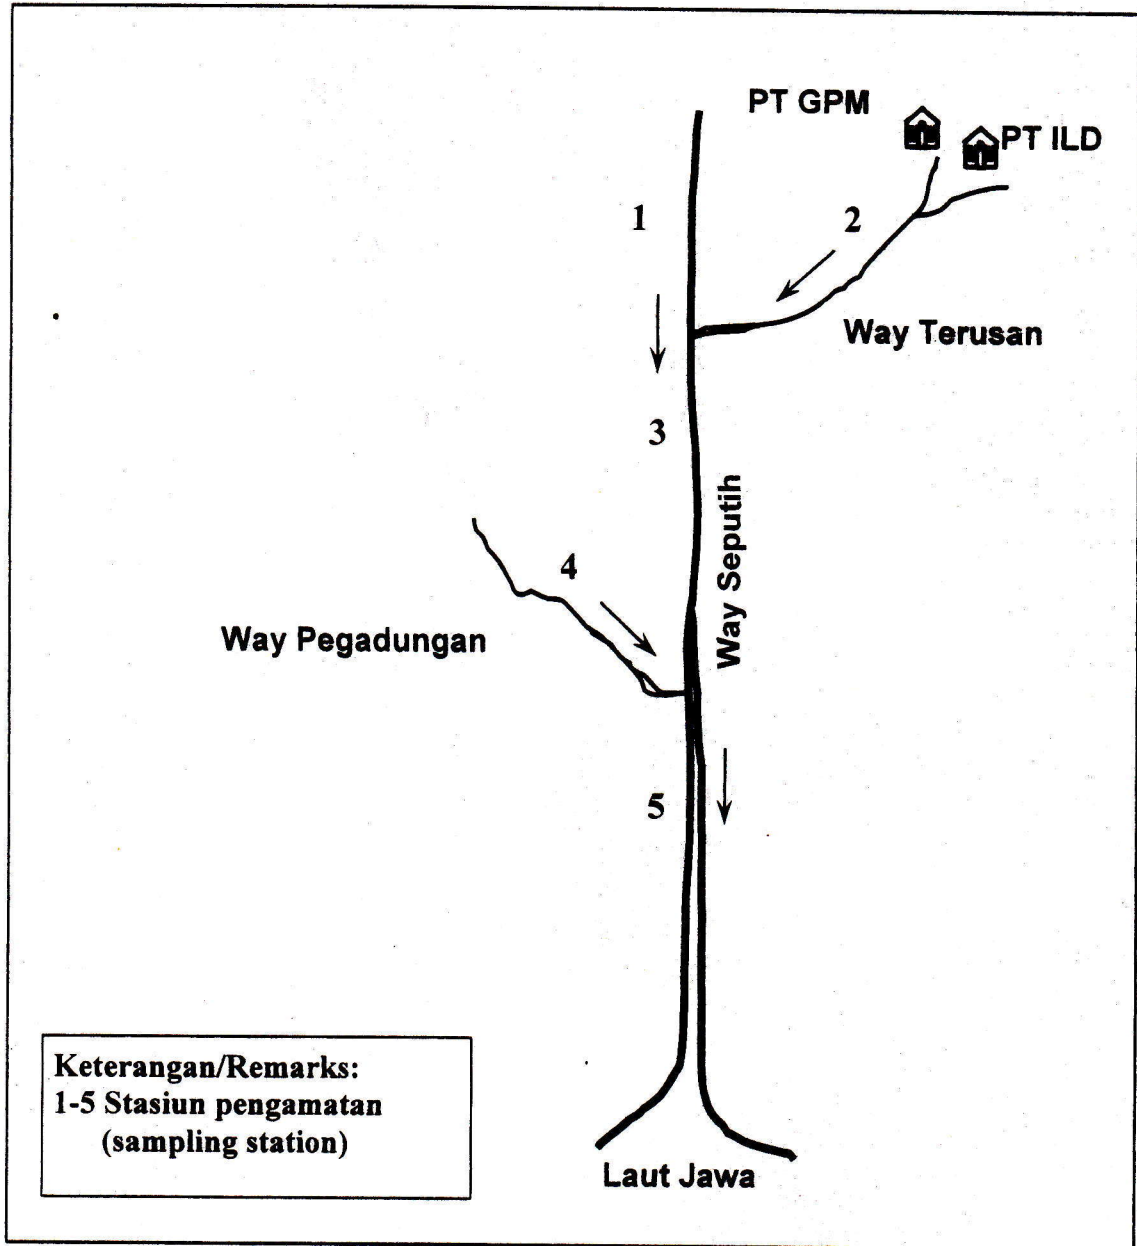 PT GPM
PT ILD
1
2
Way Terusan
3
Way Seputih
4
Way Pegadungan
5
Keterangan/Remarks:
1-5 Stasiun pengamatan
(sampling station)
Laut Jawa